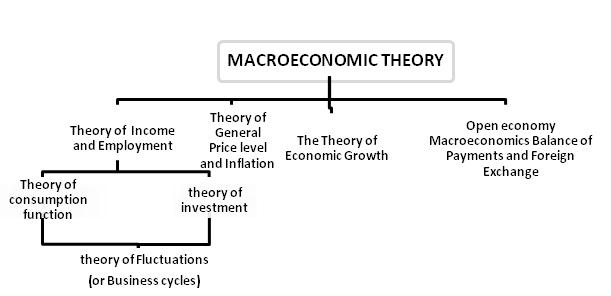 MACROECONOMIC THEORY
Theory of Income
and Employment
Theory of
General
Price level
and Inflation
The Theory of
Economic Growth
Open economy
Macroeconomics Balance of
Payments and Foreign
Exchange
Theory of
consumption
function
theory of
investment
theory of Fluctuations
(or Business cycles)